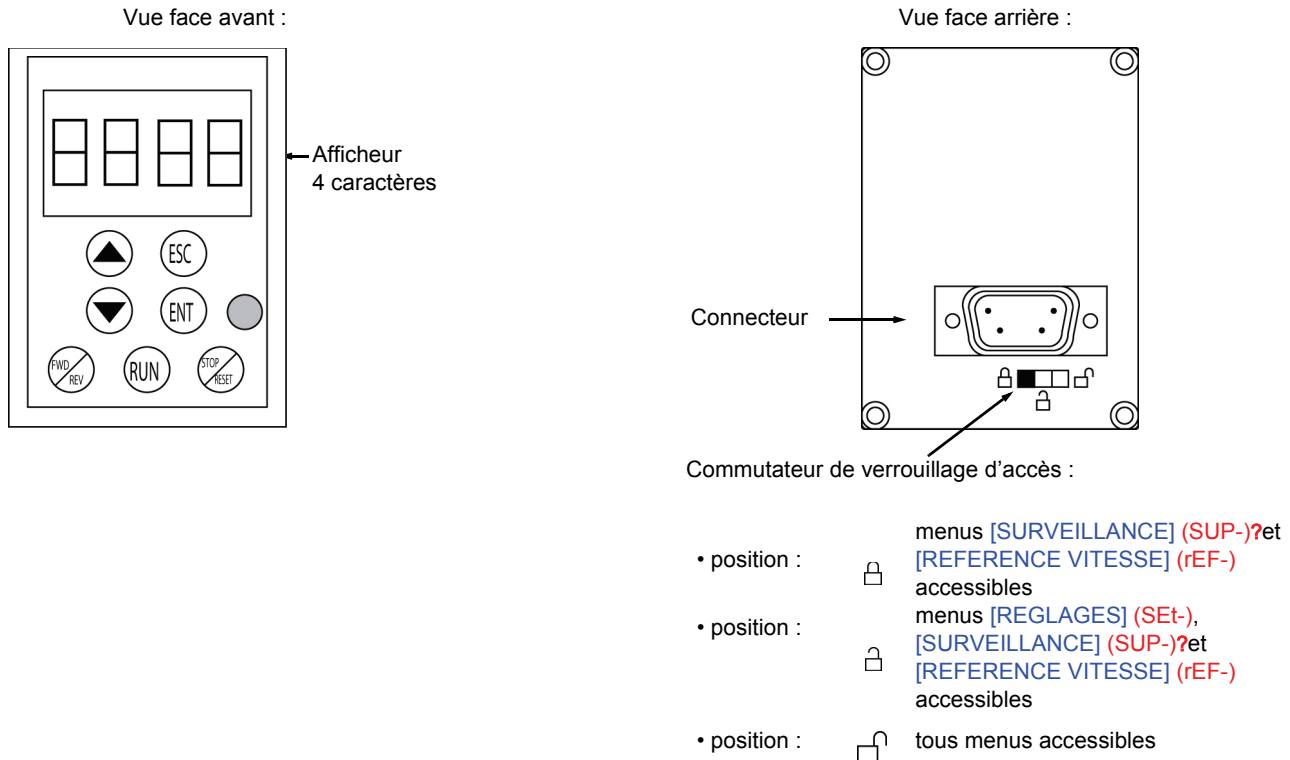 Vue face avant :
Afficheur
4 caractères
ESC
ENT
FWD
REV
RUN
STOP
RESET
Vue face arrière :
Connecteur
Commutateur de verrouillage d’accès :
• position :
menus [SURVEILLANCE] (SUP-)?et
[REFERENCE VITESSE] (rEF-)
accessibles
• position :
menus [REGLAGES] (SEt-),
[SURVEILLANCE] (SUP-)?et
[REFERENCE VITESSE] (rEF-)
accessibles
• position :
tous menus accessibles